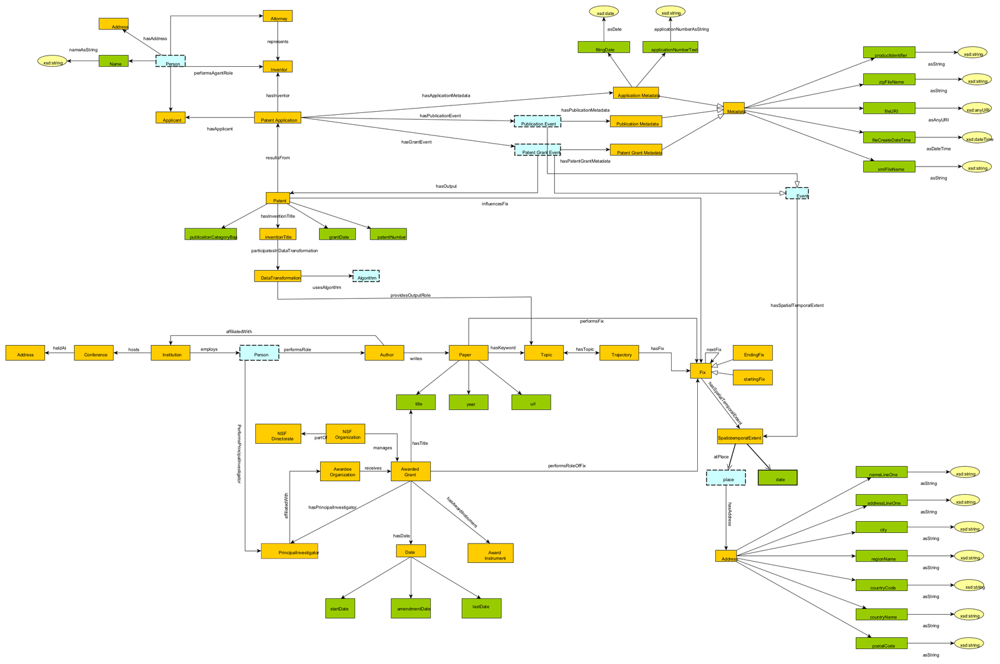 xsd:date
xsd:string
Attorney
Address
asDate
applicationNumberAsString
hasAddress
represents
filingDate
applicationNumberText
nameAsString
productIdentifier
xsd:string
xsd:string
Name
Person
asString
Inventor
performsAgentRole
zipFileName
xsd:string
asString
hasInventor
hasApplicationMetadata
Application Metadata
hasPublicationMetadata
Metadata
fileURI
xsd:anyURI
Applicant
Patent Application
hasPublicationEvent
asAnyURI
Publication Event
Publication Metadata
hasApplicant
fileCreateDateTime
xsd:dateTime
hasGrantEvent
asDateTime
Patent Grant Event
Patent Grant Metadata
resultsFrom
hasPatentGrantMetadata
xmlFileName
xsd:string
asString
hasOutput
Event
Patent
influencesFix
hasInventionTitle
publicationCategoryBag
inventionTitle
grantDate
patentNumber
participatesInDataTransformation
DataTransformation
Algorithm
usesAlgorithm
providesOutputRole
hasSpatialTemporalExtent
performsFix
affiliatedWith
heldAt
hosts
employs
performsRole
hasKeyword
hasTopic
hasFix
nextFix
Address
Conference
Institution
Person
Author
writes
Paper
Topic
Trajectory
EndingFix
Fix
startingFix
title
year
url
hasSpatialTemporalExtent
NSF
Directorate
partOf
NSF
Organization
SpatiotemporalExtent
hasTitle
manages
PerformsPrincipalInvestigator
atPlace
performsRoleOfFix
Awardee
Organization
receives
Awarded
Grant
place
date
nameLineOne
xsd:string
asString
affiliatedWith
hasPrincipalInvestigator
hasAwardInstrument
hasAddress
addressLineOne
xsd:string
asString
city
xsd:string
hasDate
asString
PrincipalInvestigator
Date
Award
Instrument
Address
regionName
xsd:string
asString
countryCode
xsd:string
asString
startDate
amendmentDate
lastDate
countryName
xsd:string
asString
postalCode
xsd:string
asString